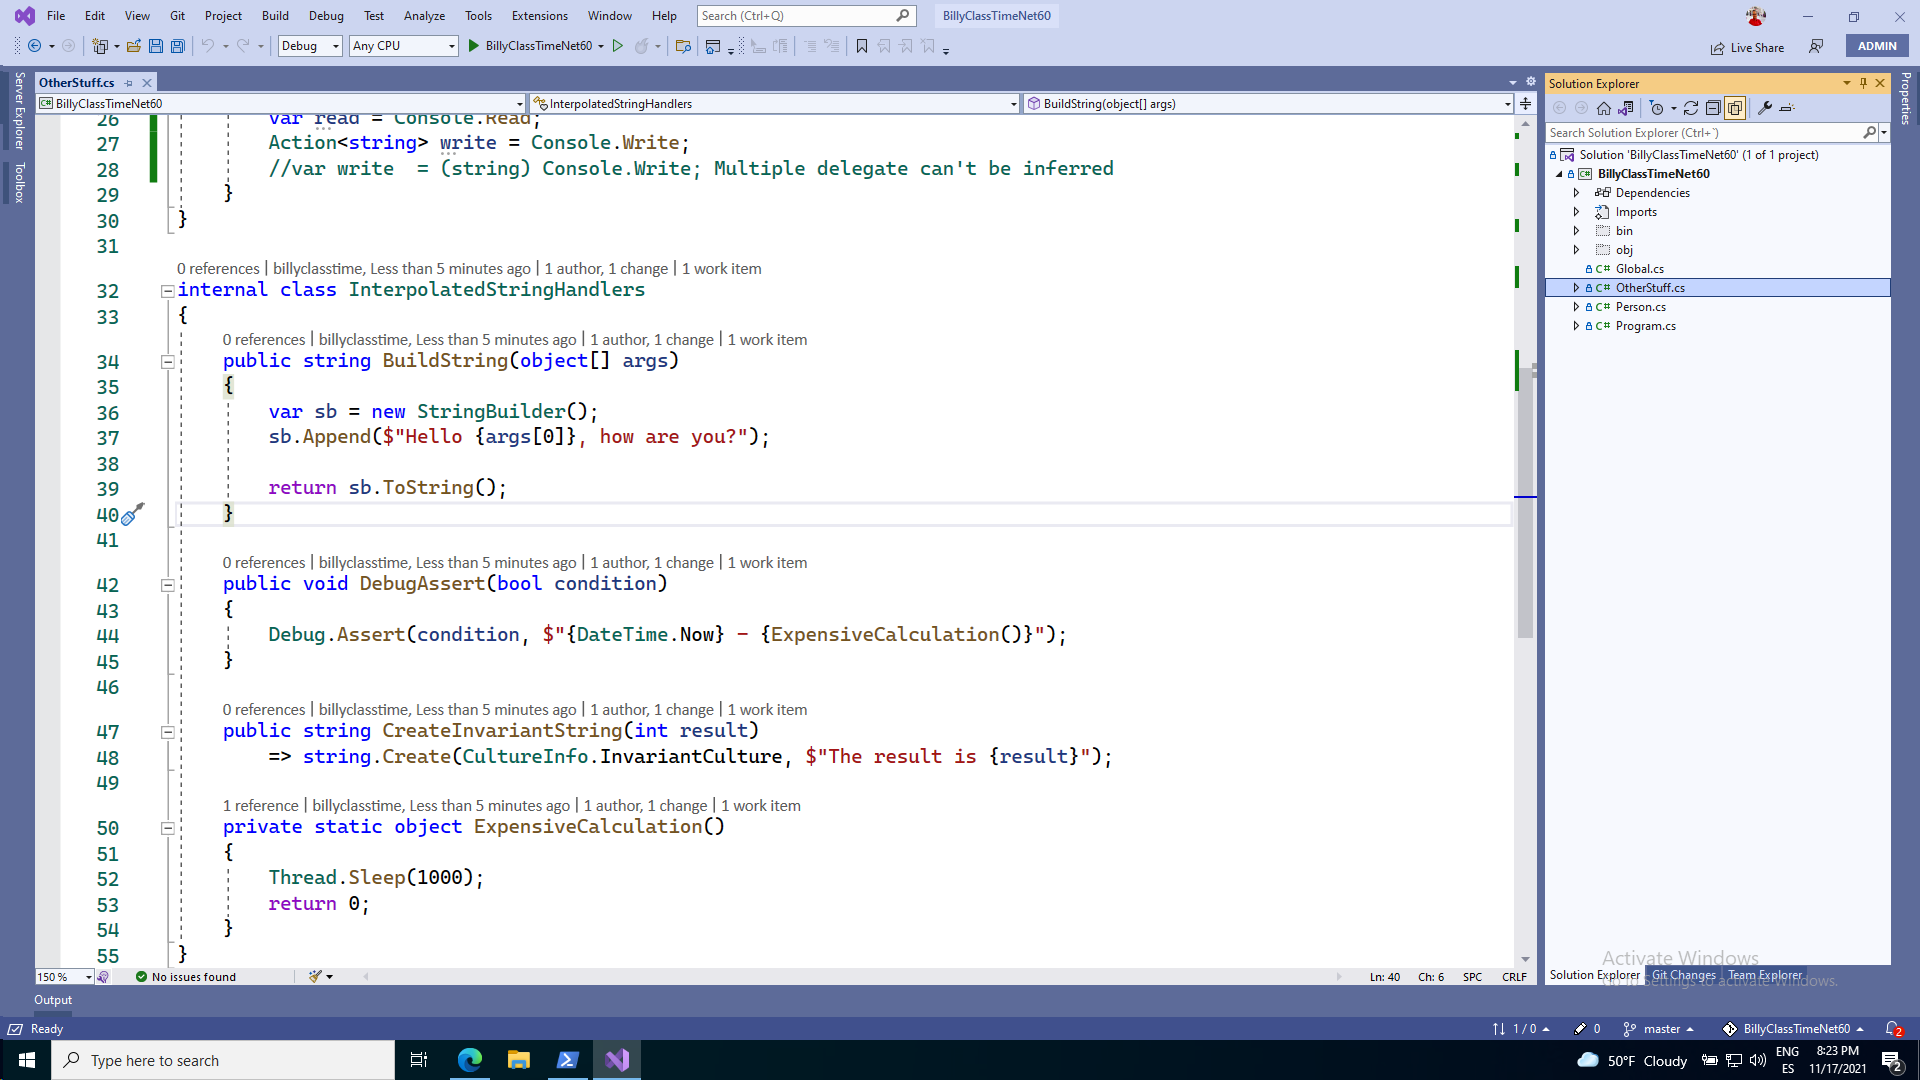 File Edit View Git Project Build Debug Test Analyze Tools Extensions Window Help Search (Ctrl+Q) BillyClassTimeNet60
Debug Any CPU BillyClassTimeNet60 Live Share ADMIN
Server Explorer
Toolbox
OtherStuff.cs
BillyClassTimeNet60 InterpolatedStringHandlers BuildString(object[] args)
26 var read = Console.Read;
27 Action<string> write = Console.Write;
28 //var write  = (string) Console.Write; Multiple delegate can't be inferred
29 }
30 }
31
0 references | billyclasstime, Less than 5 minutes ago | 1 author, 1 change | 1 work item
32 internal class InterpolatedStringHandlers
33 {
0 references | billyclasstime, Less than 5 minutes ago | 1 author, 1 change | 1 work item
34 public string BuildString(object[] args)
35 {
36 var sb = new StringBuilder();
37 sb.Append($"Hello {args[0]}, how are you?");
38
39 return sb.ToString();
40 }
41
0 references | billyclasstime, Less than 5 minutes ago | 1 author, 1 change | 1 work item
42 public void DebugAssert(bool condition)
43 {
44 Debug.Assert(condition, $"{DateTime.Now} - {ExpensiveCalculation()}");
45 }
46
0 references | billyclasstime, Less than 5 minutes ago | 1 author, 1 change | 1 work item
47 public string CreateInvariantString(int result)
48 => string.Create(CultureInfo.InvariantCulture, $"The result is {result}");
49
1 reference | billyclasstime, Less than 5 minutes ago | 1 author, 1 change | 1 work item
50 private static object ExpensiveCalculation()
51 {
52 Thread.Sleep(1000);
53 return 0;
54 }
55 }
150 % No issues found Ln: 40 Ch: 6 SPC CRLF
Solution Explorer
Search Solution Explorer (Ctrl+`)
Solution 'BillyClassTimeNet60' (1 of 1 project)
C# BillyClassTimeNet60
Dependencies
Imports
bin
obj
C# Global.cs
C# OtherStuff.cs
C# Person.cs
C# Program.cs
Activate Windows
Go to Settings to activate Windows.
Solution Explorer Git Changes Team Explorer
Properties
Output
Ready 1 / 0 0 master BillyClassTimeNet60 2
Type here to search 50°F Cloudy ENG ES 8:23 PM 11/17/2021 2